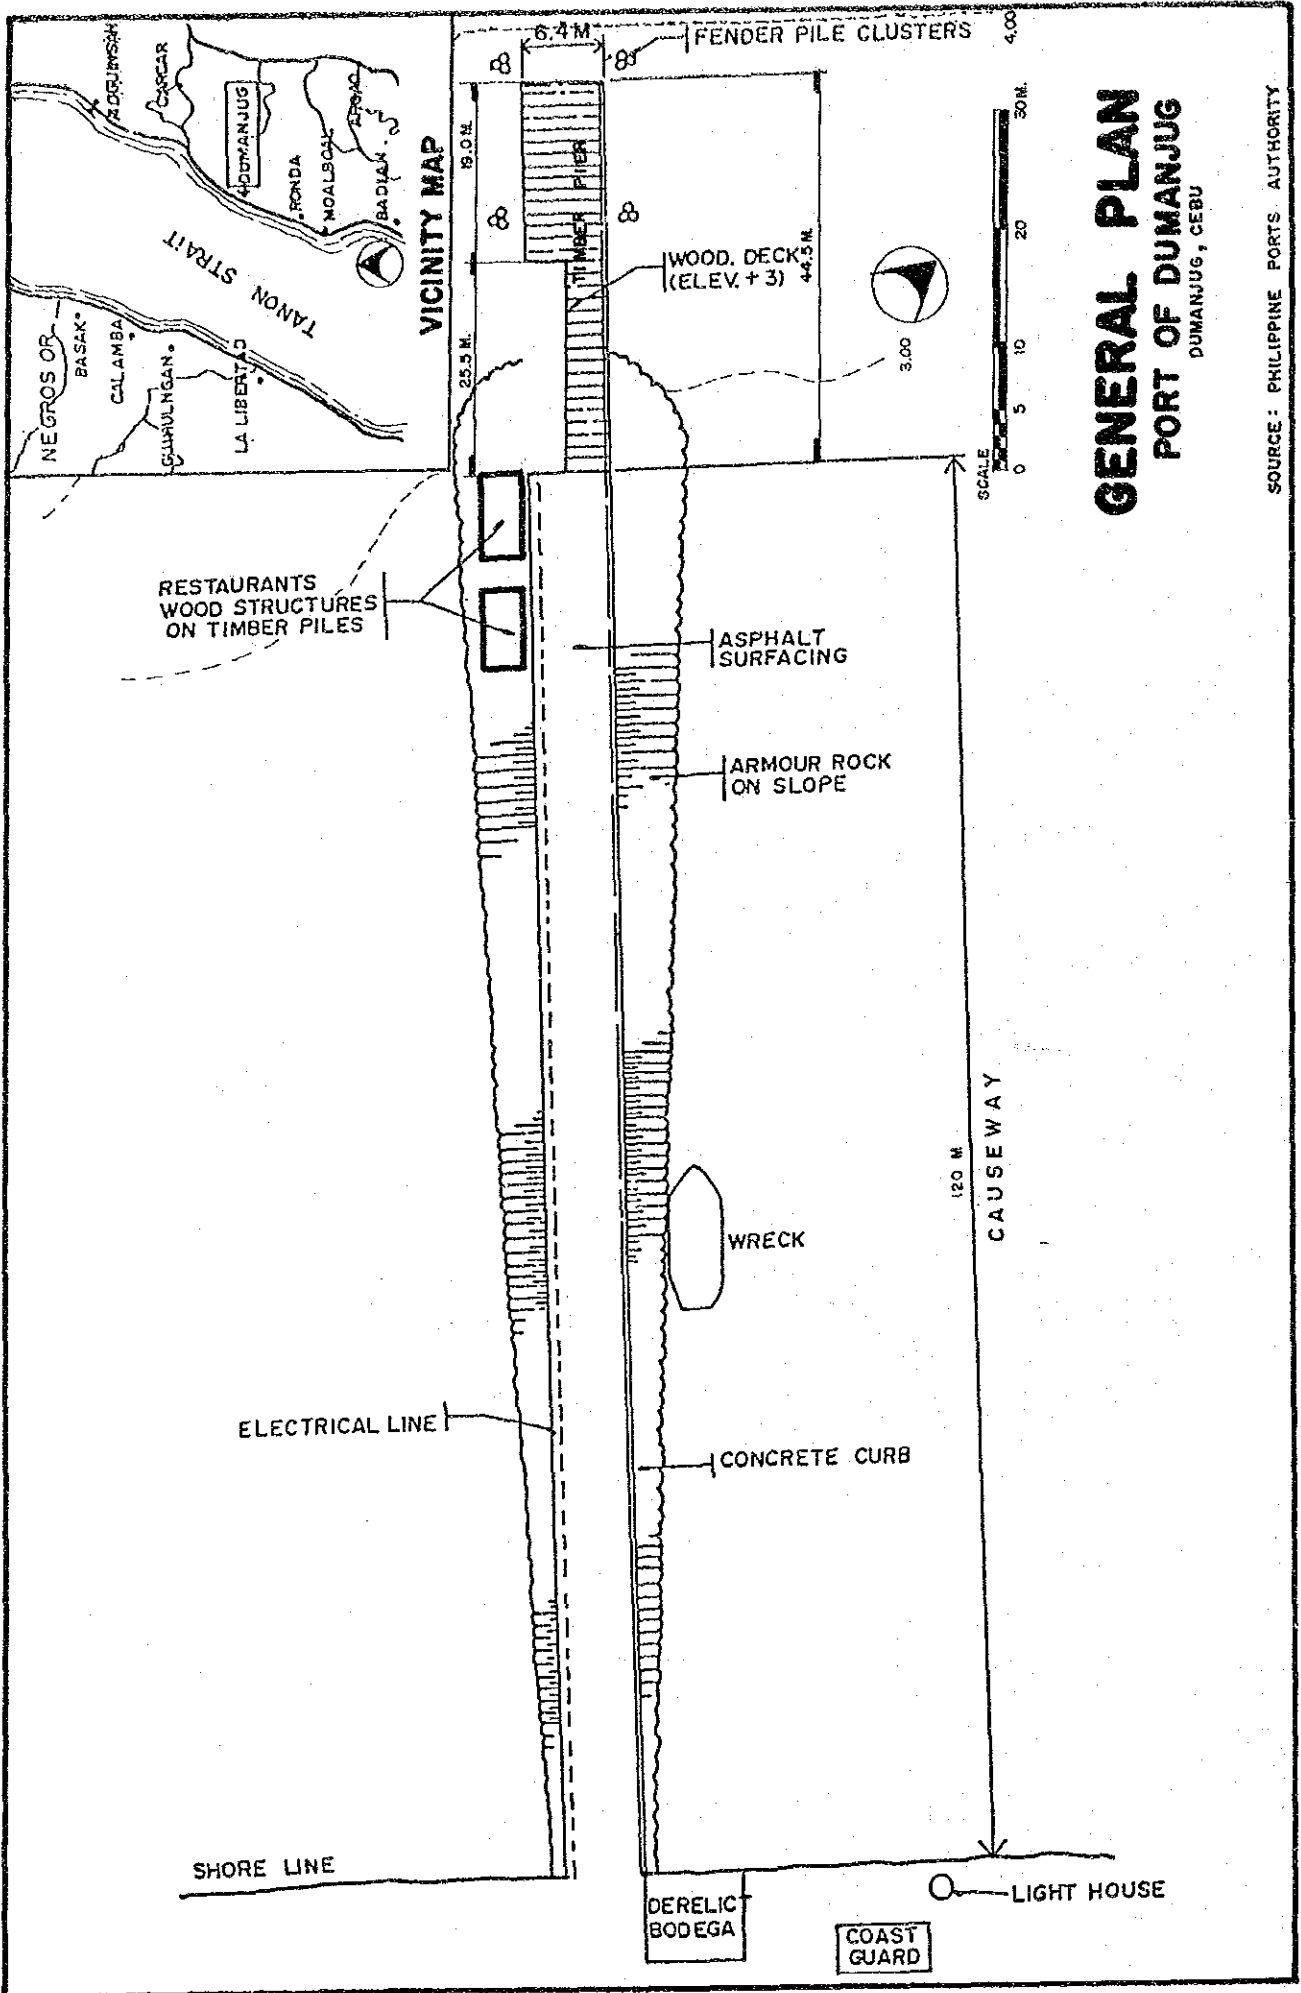 6.4 M
FENDER PILE CLUSTERS
4.00
CARCAR
DUMANJUG
ARGAO
RONDA
MOALBOAL
BADIAN
TANON STRAIT
NEGROS OR
BASAK
CALAMBA
GUIHULNGAN
LA LIBERTAD
VICINITY MAP
19.0 M.
25.5 M.
TIMBER PIER
WOOD. DECK
(ELEV. + 3)
44.5 M.
3.00
SCALE
0
5
10
20
30 M.
GENERAL PLAN
PORT OF DUMANJUG
DUMANJUG, CEBU
SOURCE: PHILIPPINE PORTS AUTHORITY
RESTAURANTS
WOOD STRUCTURES
ON TIMBER PILES
ASPHALT
SURFACING
ARMOUR ROCK
ON SLOPE
120 M
CAUSEWAY
WRECK
ELECTRICAL LINE
CONCRETE CURB
SHORE LINE
DERELICT
BODEGA
LIGHT HOUSE
COAST
GUARD